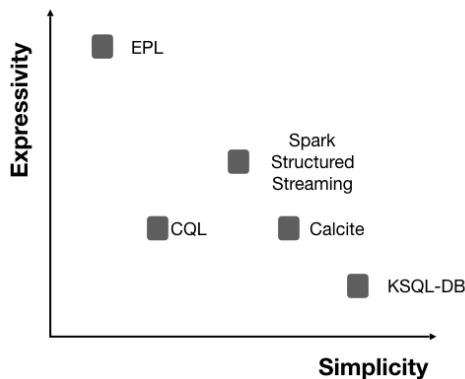 Expressivity
EPL
Spark
Structured
Streaming
CQL
Calcite
KSQL-DB
Simplicity